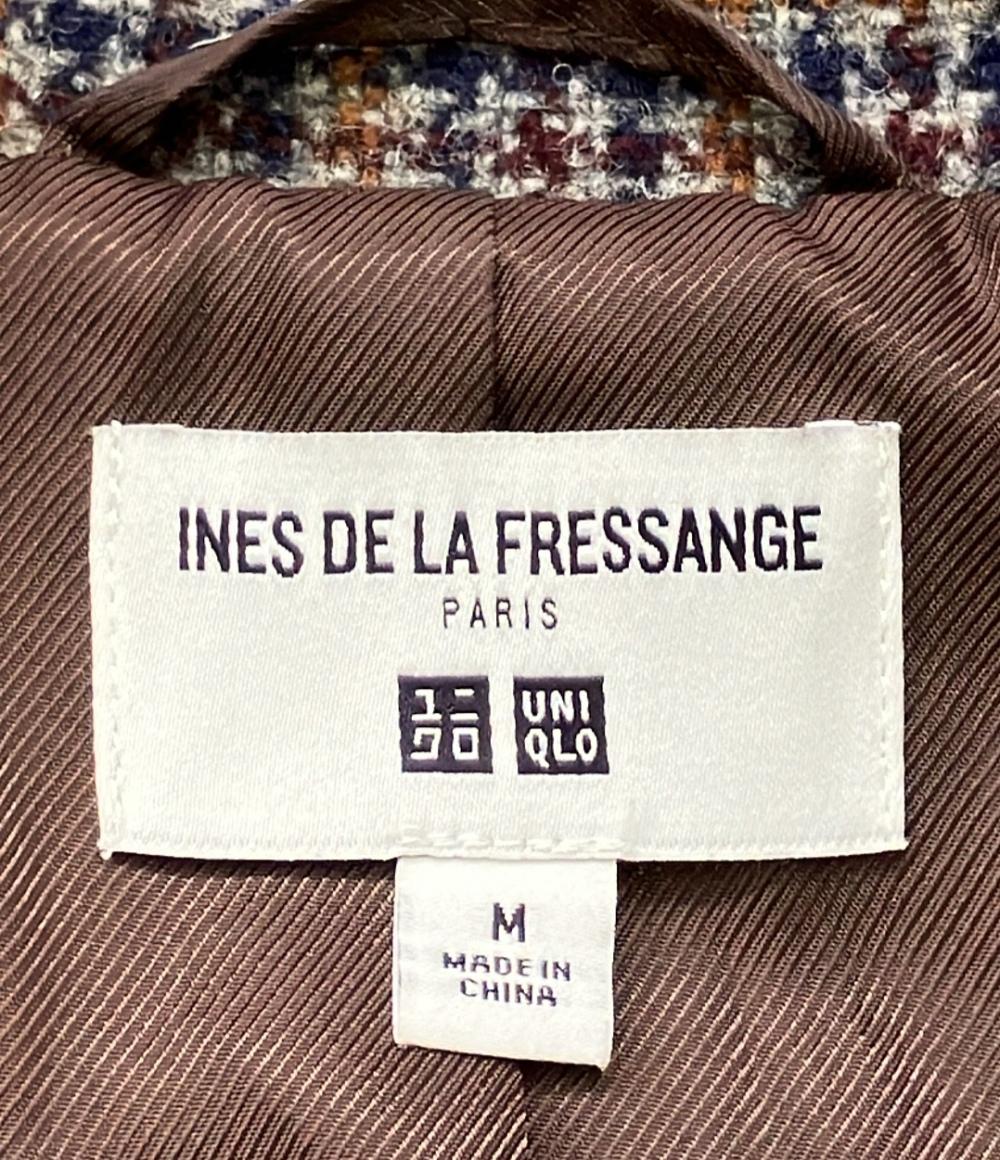 INES DE LA FRESSANGE
PARIS
ユニ UNI
クロ QLO
M
MADE IN
CHINA